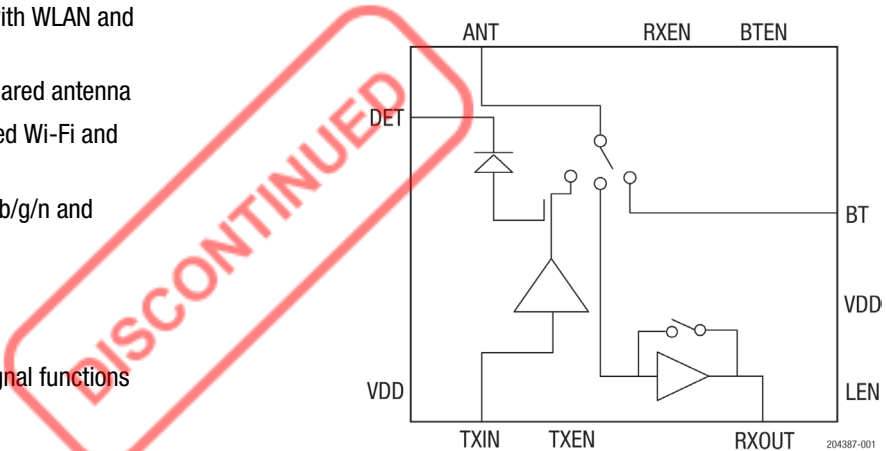 ith WLAN and
ared antenna
ed Wi-Fi and
b/g/n and
gnal functions
DISCONTINUED
ANT
RXEN
BTEN
DET
BT
VDD
VDD
LEN
TXIN
TXEN
RXOUT
204387-001